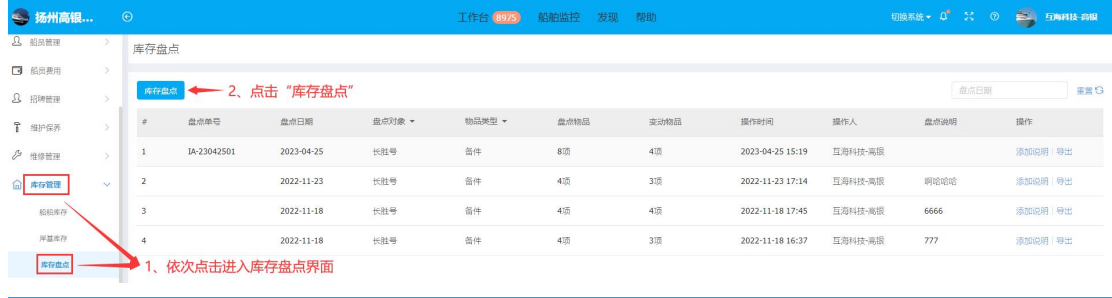 扬州高银... 工作台 8975 船舶监控 发现 帮助 切换系统 互海科技-高银
船员管理
船员费用
招聘管理
维护保养
维修管理
库存管理
船舶库存
岸基库存
库存盘点
库存盘点
库存盘点 2、点击“库存盘点” 盘点日期 重置
# 盘点单号 盘点日期 盘点对象 物品类型 盘点物品 变动物品 操作时间 操作人 盘点说明 操作
1 IA-23042501 2023-04-25 长胜号 备件 8项 4项 2023-04-25 15:19 互海科技-高银 添加说明 | 导出
2 2022-11-23 长胜号 备件 4项 3项 2022-11-23 17:14 互海科技-高银 啊哈哈哈 添加说明 | 导出
3 2022-11-18 长胜号 备件 4项 4项 2022-11-18 17:45 互海科技-高银 6666 添加说明 | 导出
4 2022-11-18 长胜号 备件 4项 3项 2022-11-18 16:37 互海科技-高银 777 添加说明 | 导出
1、依次点击进入库存盘点界面